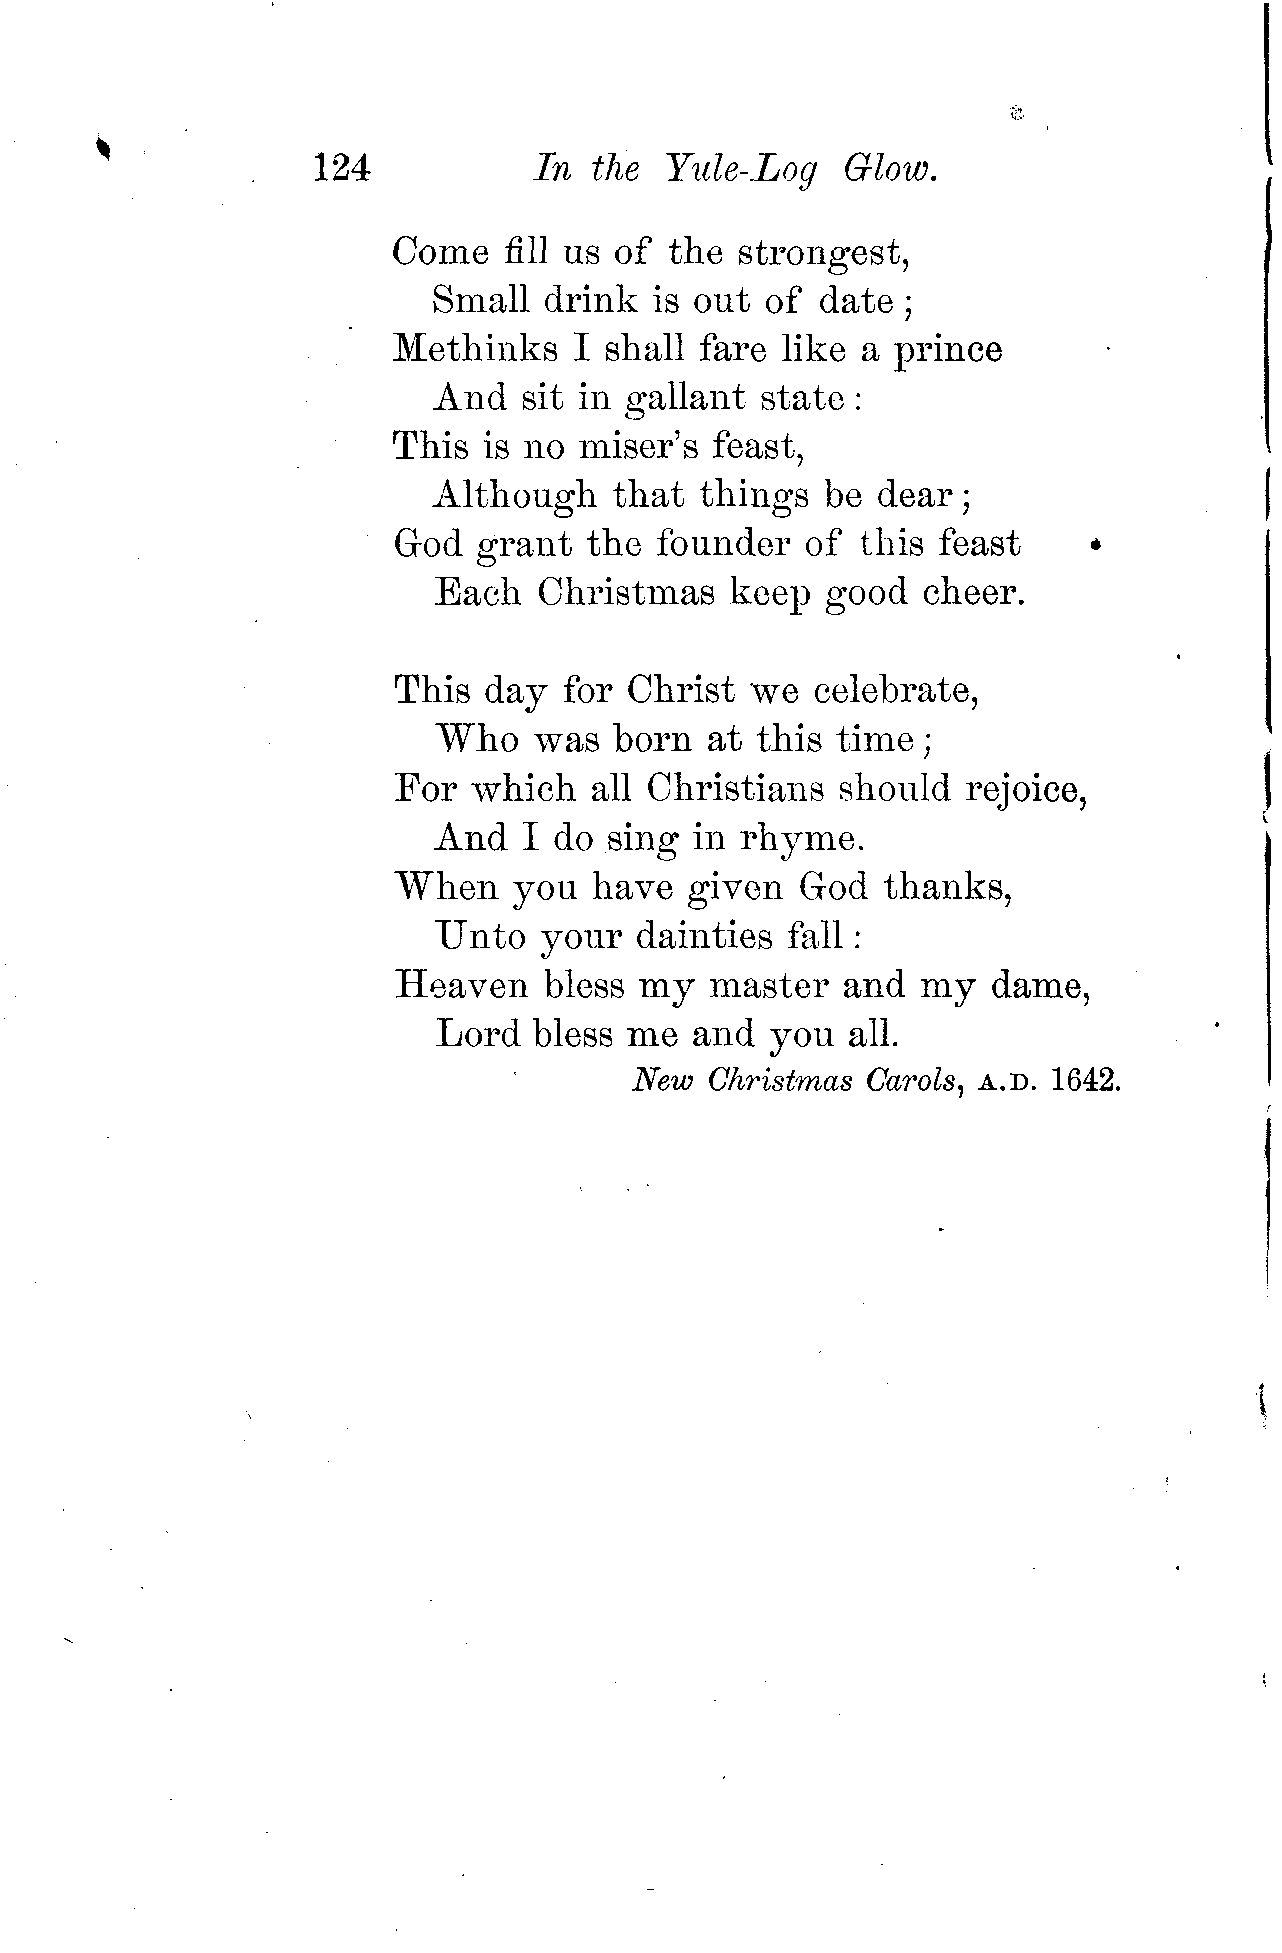 124 In the Yule-Log Glow.
Come fill us of the strongest,
Small drink is out of date;
Methinks I shall fare like a prince
And sit in gallant state:
This is no miser's feast,
Although that things be dear;
God grant the founder of this feast
Each Christmas keep good cheer.
This day for Christ we celebrate,
Who was born at this time;
For which all Christians should rejoice,
And I do sing in rhyme.
When you have given God thanks,
Unto your dainties fall:
Heaven bless my master and my dame,
Lord bless me and you all.
New Christmas Carols, A.D. 1642.